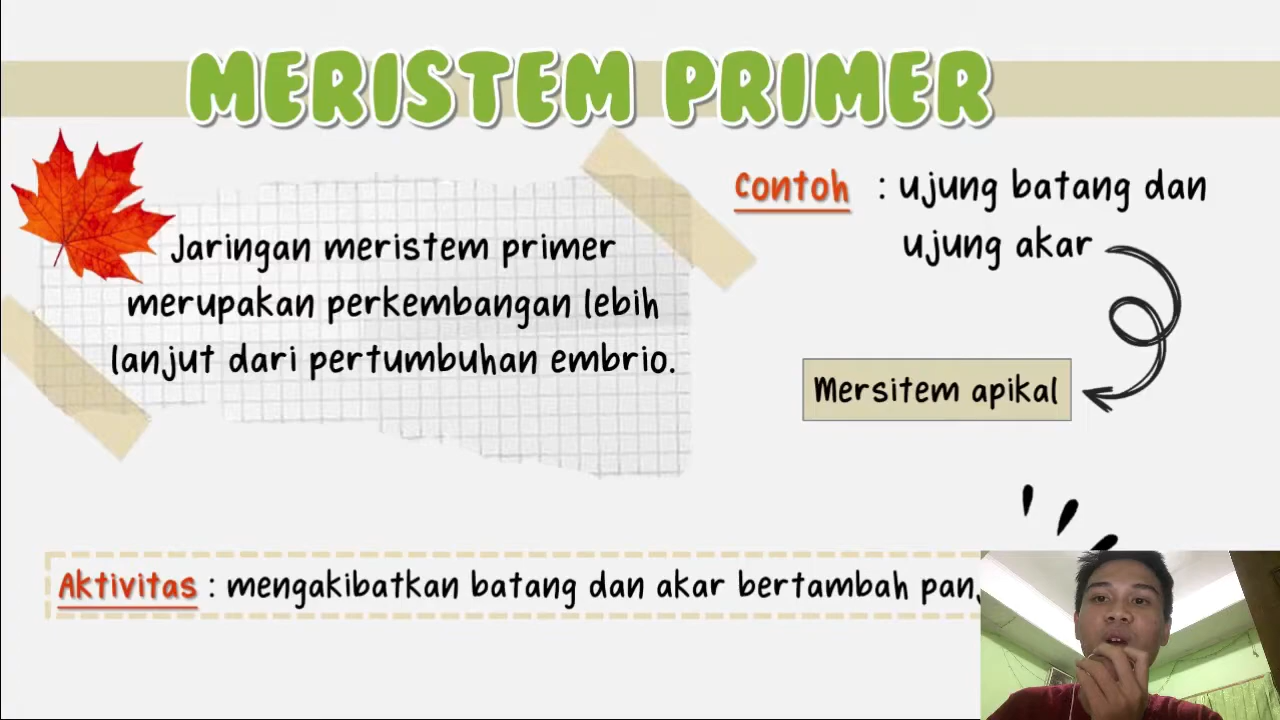 MERISTEM PRIMER
Jaringan meristem primer
merupakan perkembangan lebih
lanjut dari pertumbuhan embrio.
Contoh : ujung batang dan
ujung akar
Mersitem apikal
Aktivitas : mengakibatkan batang dan akar bertambah